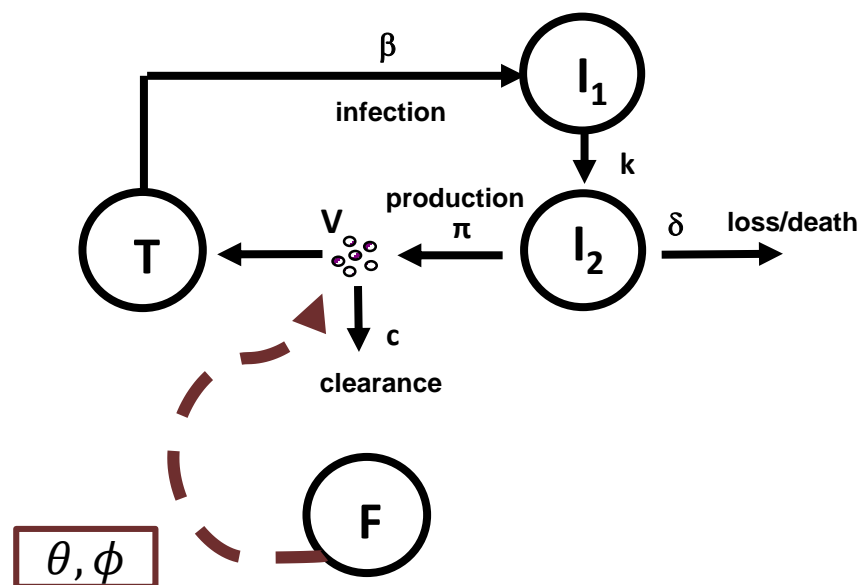 β
I₁
infection
k
production
V
π
δ
loss/death
T
I₂
c
clearance
F
θ, ϕ